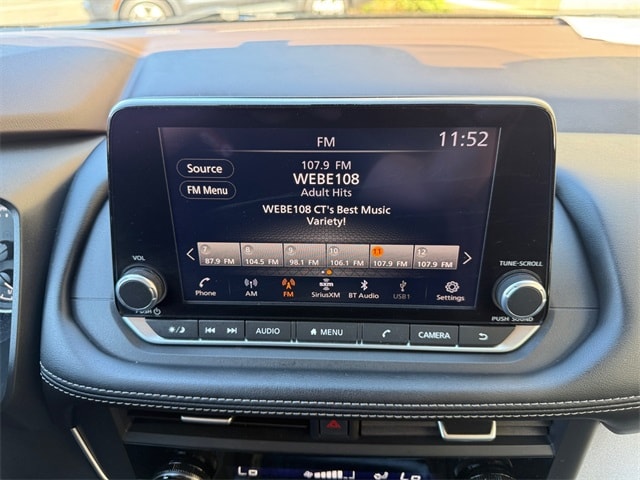 FM
11:52
Source
107.9 FM
FM Menu
WEBE108
Adult Hits
WEBE108 CT's Best Music
Variety!
7 8 9 10 11 12
87.9 FM 104.5 FM 98.1 FM 106.1 FM 107.9 FM 107.9 FM
VOL
TUNE·SCROLL
Phone AM FM SiriusXM BT Audio USB1 Settings
PUSH
PUSH SOUND
AUDIO MENU CAMERA
LO LO